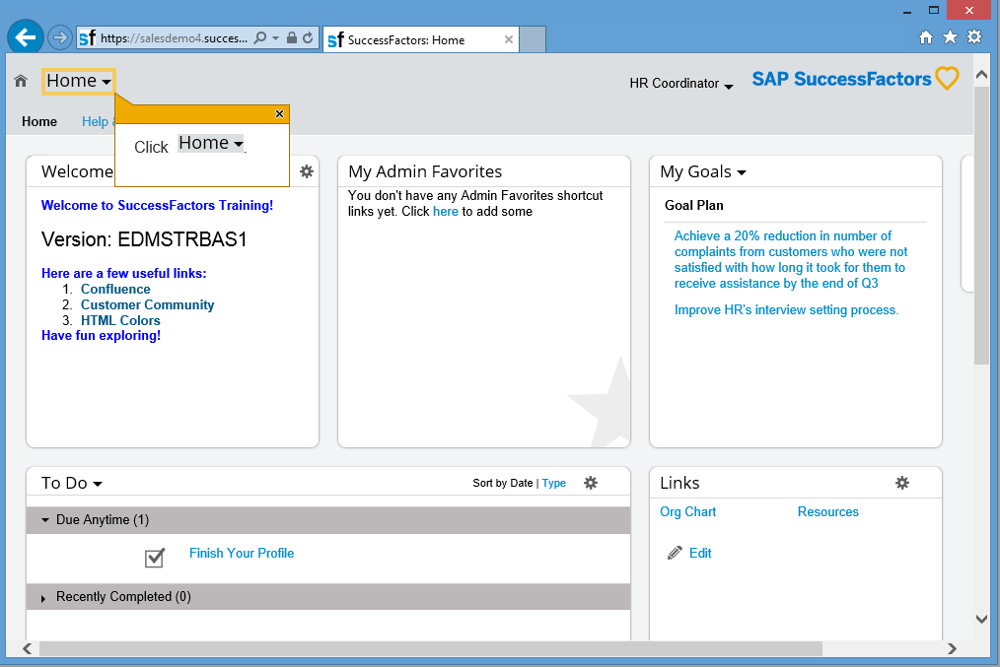 https://salesdemo4.succes...
SuccessFactors: Home
Home
HR Coordinator
SAP SuccessFactors
Home
Help
Click Home.
Welcome
Welcome to SuccessFactors Training!
Version: EDMSTRBAS1
Here are a few useful links:
1. Confluence
2. Customer Community
3. HTML Colors
Have fun exploring!
My Admin Favorites
You don't have any Admin Favorites shortcut
links yet. Click here to add some
My Goals
Goal Plan
Achieve a 20% reduction in number of
complaints from customers who were not
satisfied with how long it took for them to
receive assistance by the end of Q3
Improve HR's interview setting process.
To Do
Sort by Date | Type
Due Anytime (1)
Finish Your Profile
Recently Completed (0)
Links
Org Chart
Resources
Edit